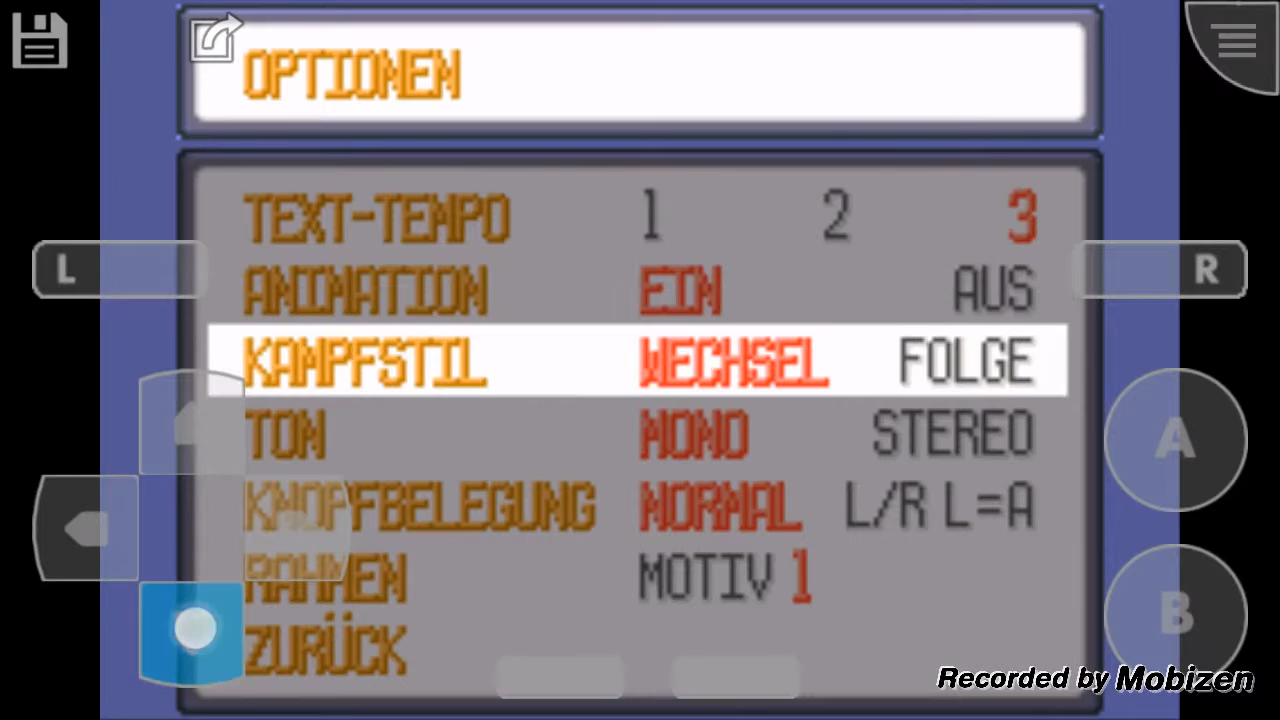 OPTIONEN
TEXT-TEMPO 1 2 3
L R
ANIMATION EIN AUS
KAMPFSTIL WECHSEL FOLGE
TON MONO STEREO
A
KNOPFBELEGUNG NORMAL L/R L=A
RAHMEN MOTIV 1
B
ZURÜCK
Recorded by Mobizen